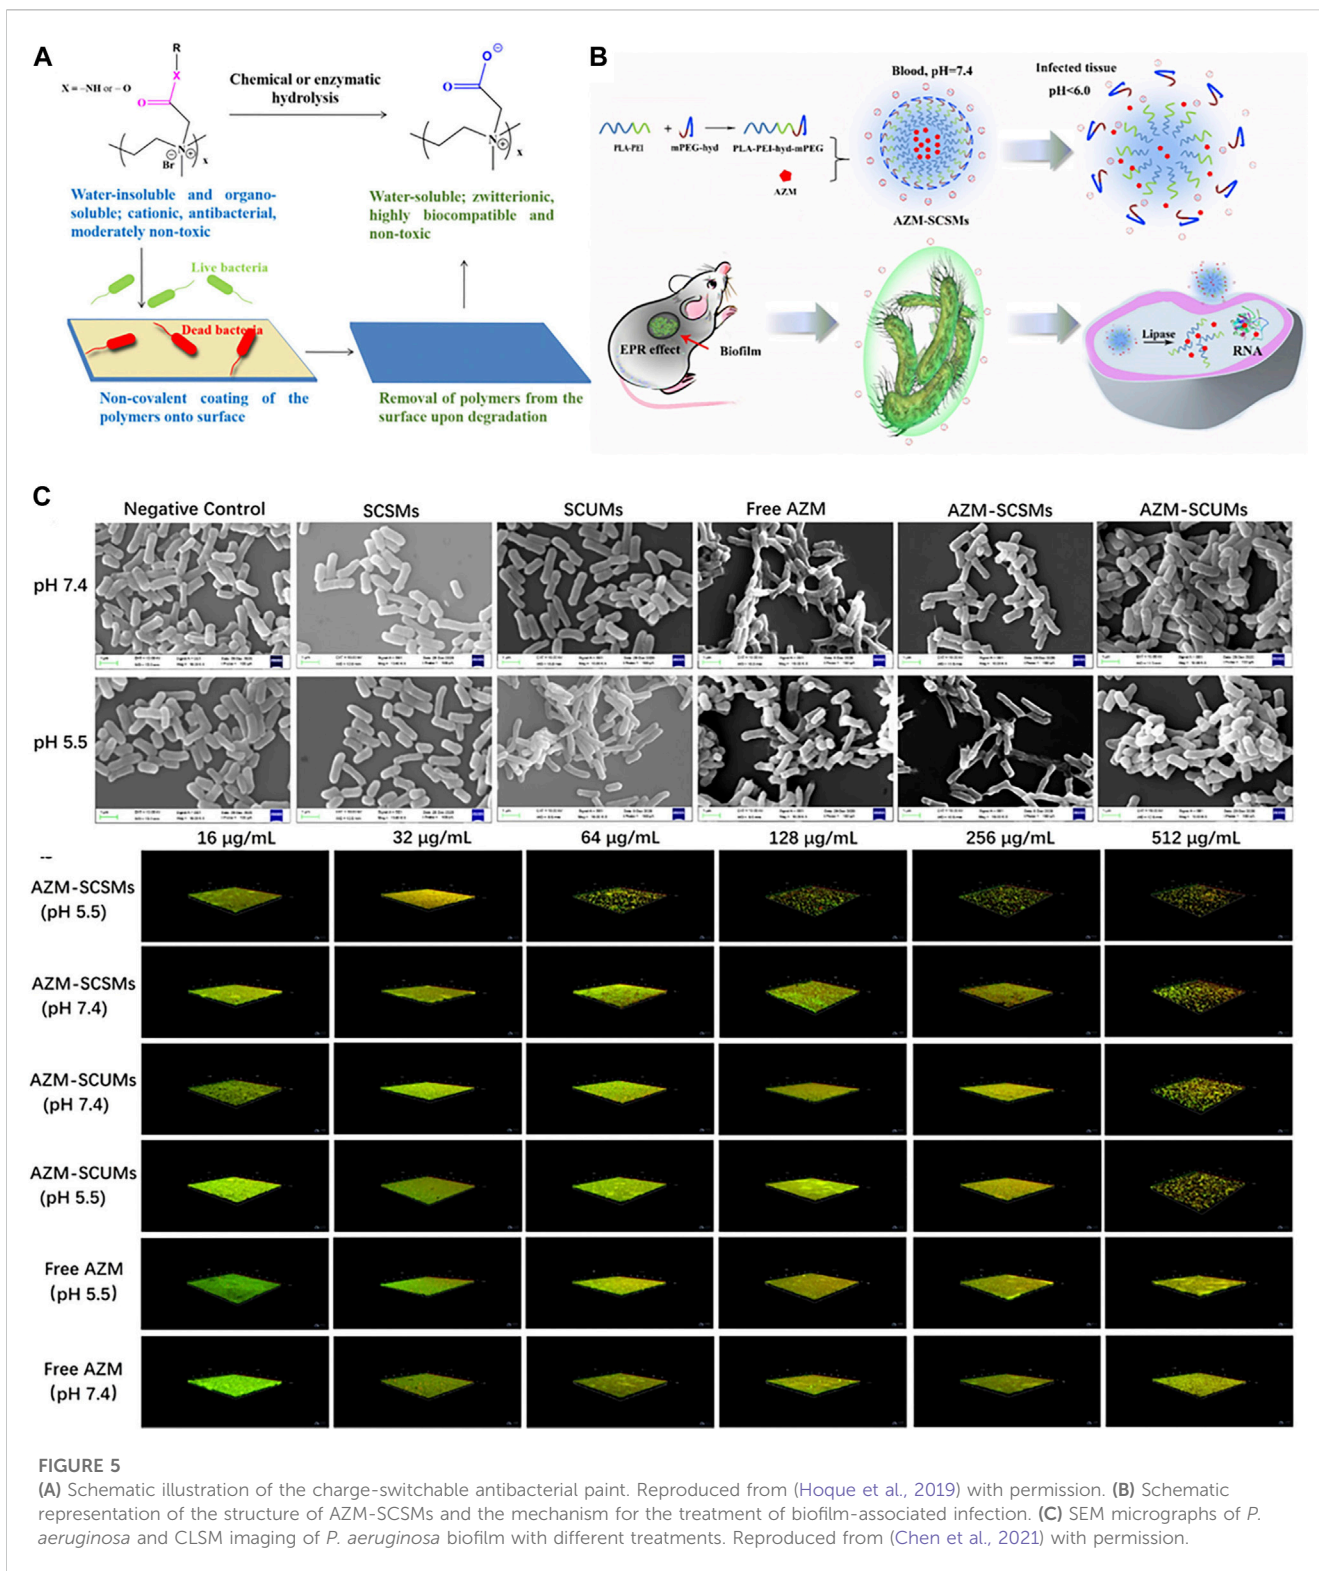 A
R
X
X = –NH or – O
O
N
⊕
Br
⊖
x
Chemical or enzymatic
hydrolysis
O
⊖
O
N
⊕
x
Water-insoluble and organo-
soluble; cationic, antibacterial,
moderately non-toxic
Water-soluble; zwitterionic,
highly biocompatible and
non-toxic
Live bacteria
Dead bacteria
Non-covalent coating of the
polymers onto surface
Removal of polymers from the
surface upon degradation
B
Blood, pH=7.4
Infected tissue
pH<6.0
+
PLA-PEI
mPEG-hyd
PLA-PEI-hyd-mPEG
AZM
AZM-SCSMs
EPR effect
Biofilm
Lipase
RNA
C
Negative Control
SCSMs
SCUMs
Free AZM
AZM-SCSMs
AZM-SCUMs
pH 7.4
pH 5.5
16 μg/mL
32 μg/mL
64 μg/mL
128 μg/mL
256 μg/mL
512 μg/mL
AZM-SCSMs
(pH 5.5)
AZM-SCSMs
(pH 7.4)
AZM-SCUMs
(pH 7.4)
AZM-SCUMs
(pH 5.5)
Free AZM
(pH 5.5)
Free AZM
(pH 7.4)
FIGURE 5
(A) Schematic illustration of the charge-switchable antibacterial paint. Reproduced from (Hoque et al., 2019) with permission. (B) Schematic
representation of the structure of AZM-SCSMs and the mechanism for the treatment of biofilm-associated infection. (C) SEM micrographs of P.
aeruginosa and CLSM imaging of P. aeruginosa biofilm with different treatments. Reproduced from (Chen et al., 2021) with permission.